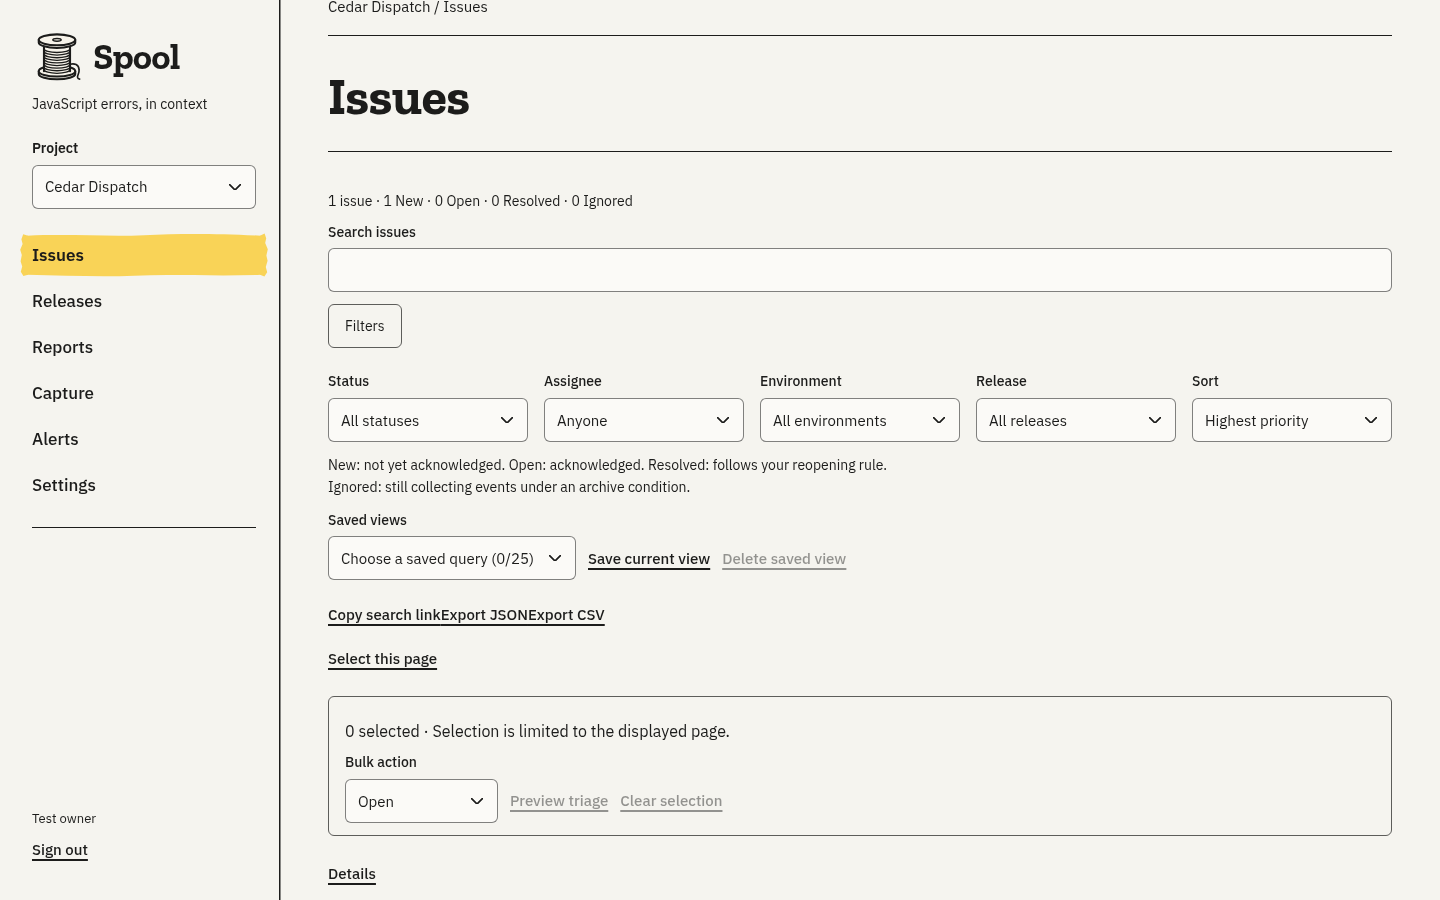 Spool
JavaScript errors, in context
Project
Cedar Dispatch
Issues
Releases
Reports
Capture
Alerts
Settings
Test owner
Sign out
Cedar Dispatch / Issues
Issues
1 issue · 1 New · 0 Open · 0 Resolved · 0 Ignored
Search issues
Filters
Status Assignee Environment Release Sort
All statuses Anyone All environments All releases Highest priority
New: not yet acknowledged. Open: acknowledged. Resolved: follows your reopening rule.
Ignored: still collecting events under an archive condition.
Saved views
Choose a saved query (0/25) Save current view Delete saved view
Copy search linkExport JSONExport CSV
Select this page
0 selected · Selection is limited to the displayed page.
Bulk action
Open Preview triage Clear selection
Details